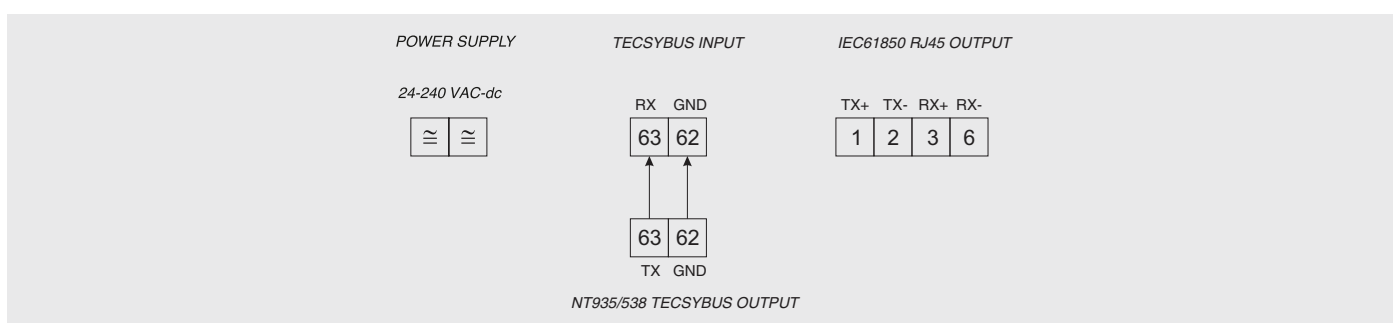 POWER SUPPLY
24-240 VAC-dc
≅ ≅
TECSYBUS INPUT
RX GND
63 62
63 62
TX GND
NT935/538 TECSYBUS OUTPUT
IEC61850 RJ45 OUTPUT
TX+ TX- RX+ RX-
1 2 3 6